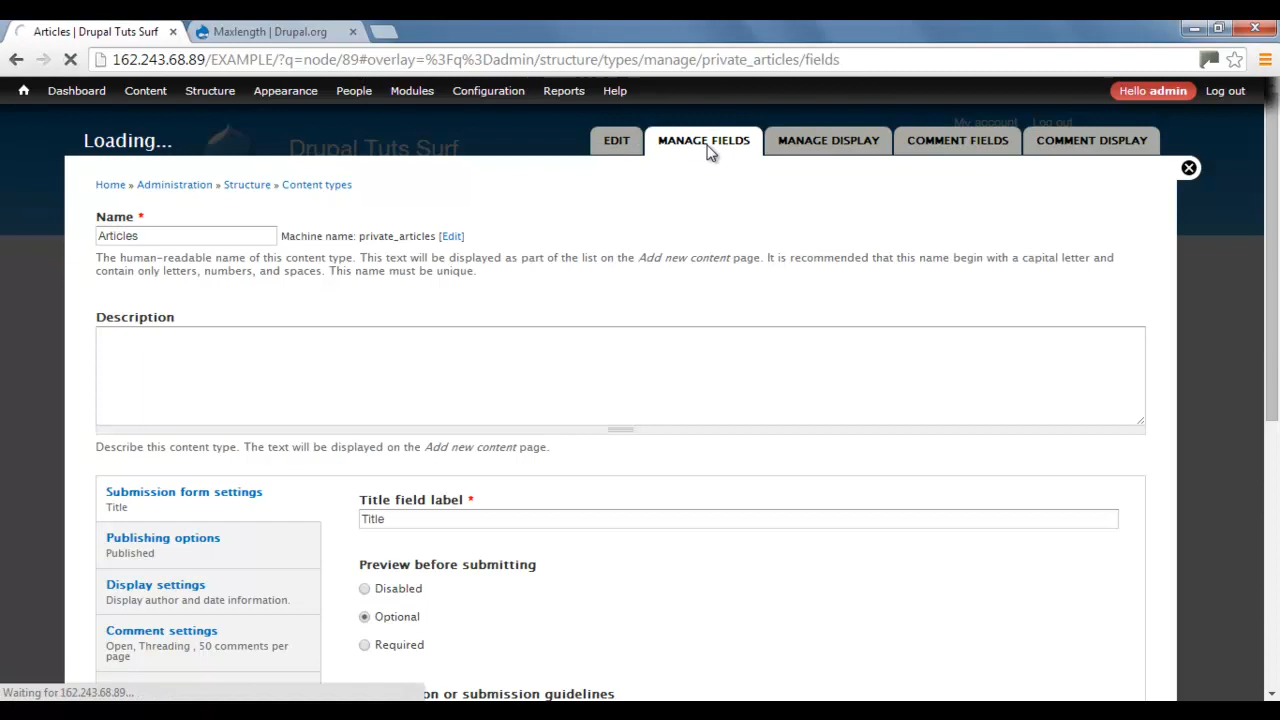 Articles | Drupal Tuts Surf
Maxlength | Drupal.org
162.243.68.89/EXAMPLE/?q=node/89#overlay=%3Fq%3Dadmin/structure/types/manage/private_articles/fields
Dashboard Content Structure Appearance People Modules Configuration Reports Help Hello admin Log out
My account Log out
Loading...
Drupal Tuts Surf
EDIT MANAGE FIELDS MANAGE DISPLAY COMMENT FIELDS COMMENT DISPLAY
Home » Administration » Structure » Content types
Name *
Articles Machine name: private_articles [Edit]
The human-readable name of this content type. This text will be displayed as part of the list on the Add new content page. It is recommended that this name begin with a capital letter and
contain only letters, numbers, and spaces. This name must be unique.
Description
Describe this content type. The text will be displayed on the Add new content page.
Submission form settings
Title
Publishing options
Published
Display settings
Display author and date information.
Comment settings
Open, Threading , 50 comments per
page
Title field label *
Title
Preview before submitting
Disabled
Optional
Required
on or submission guidelines
Waiting for 162.243.68.89...